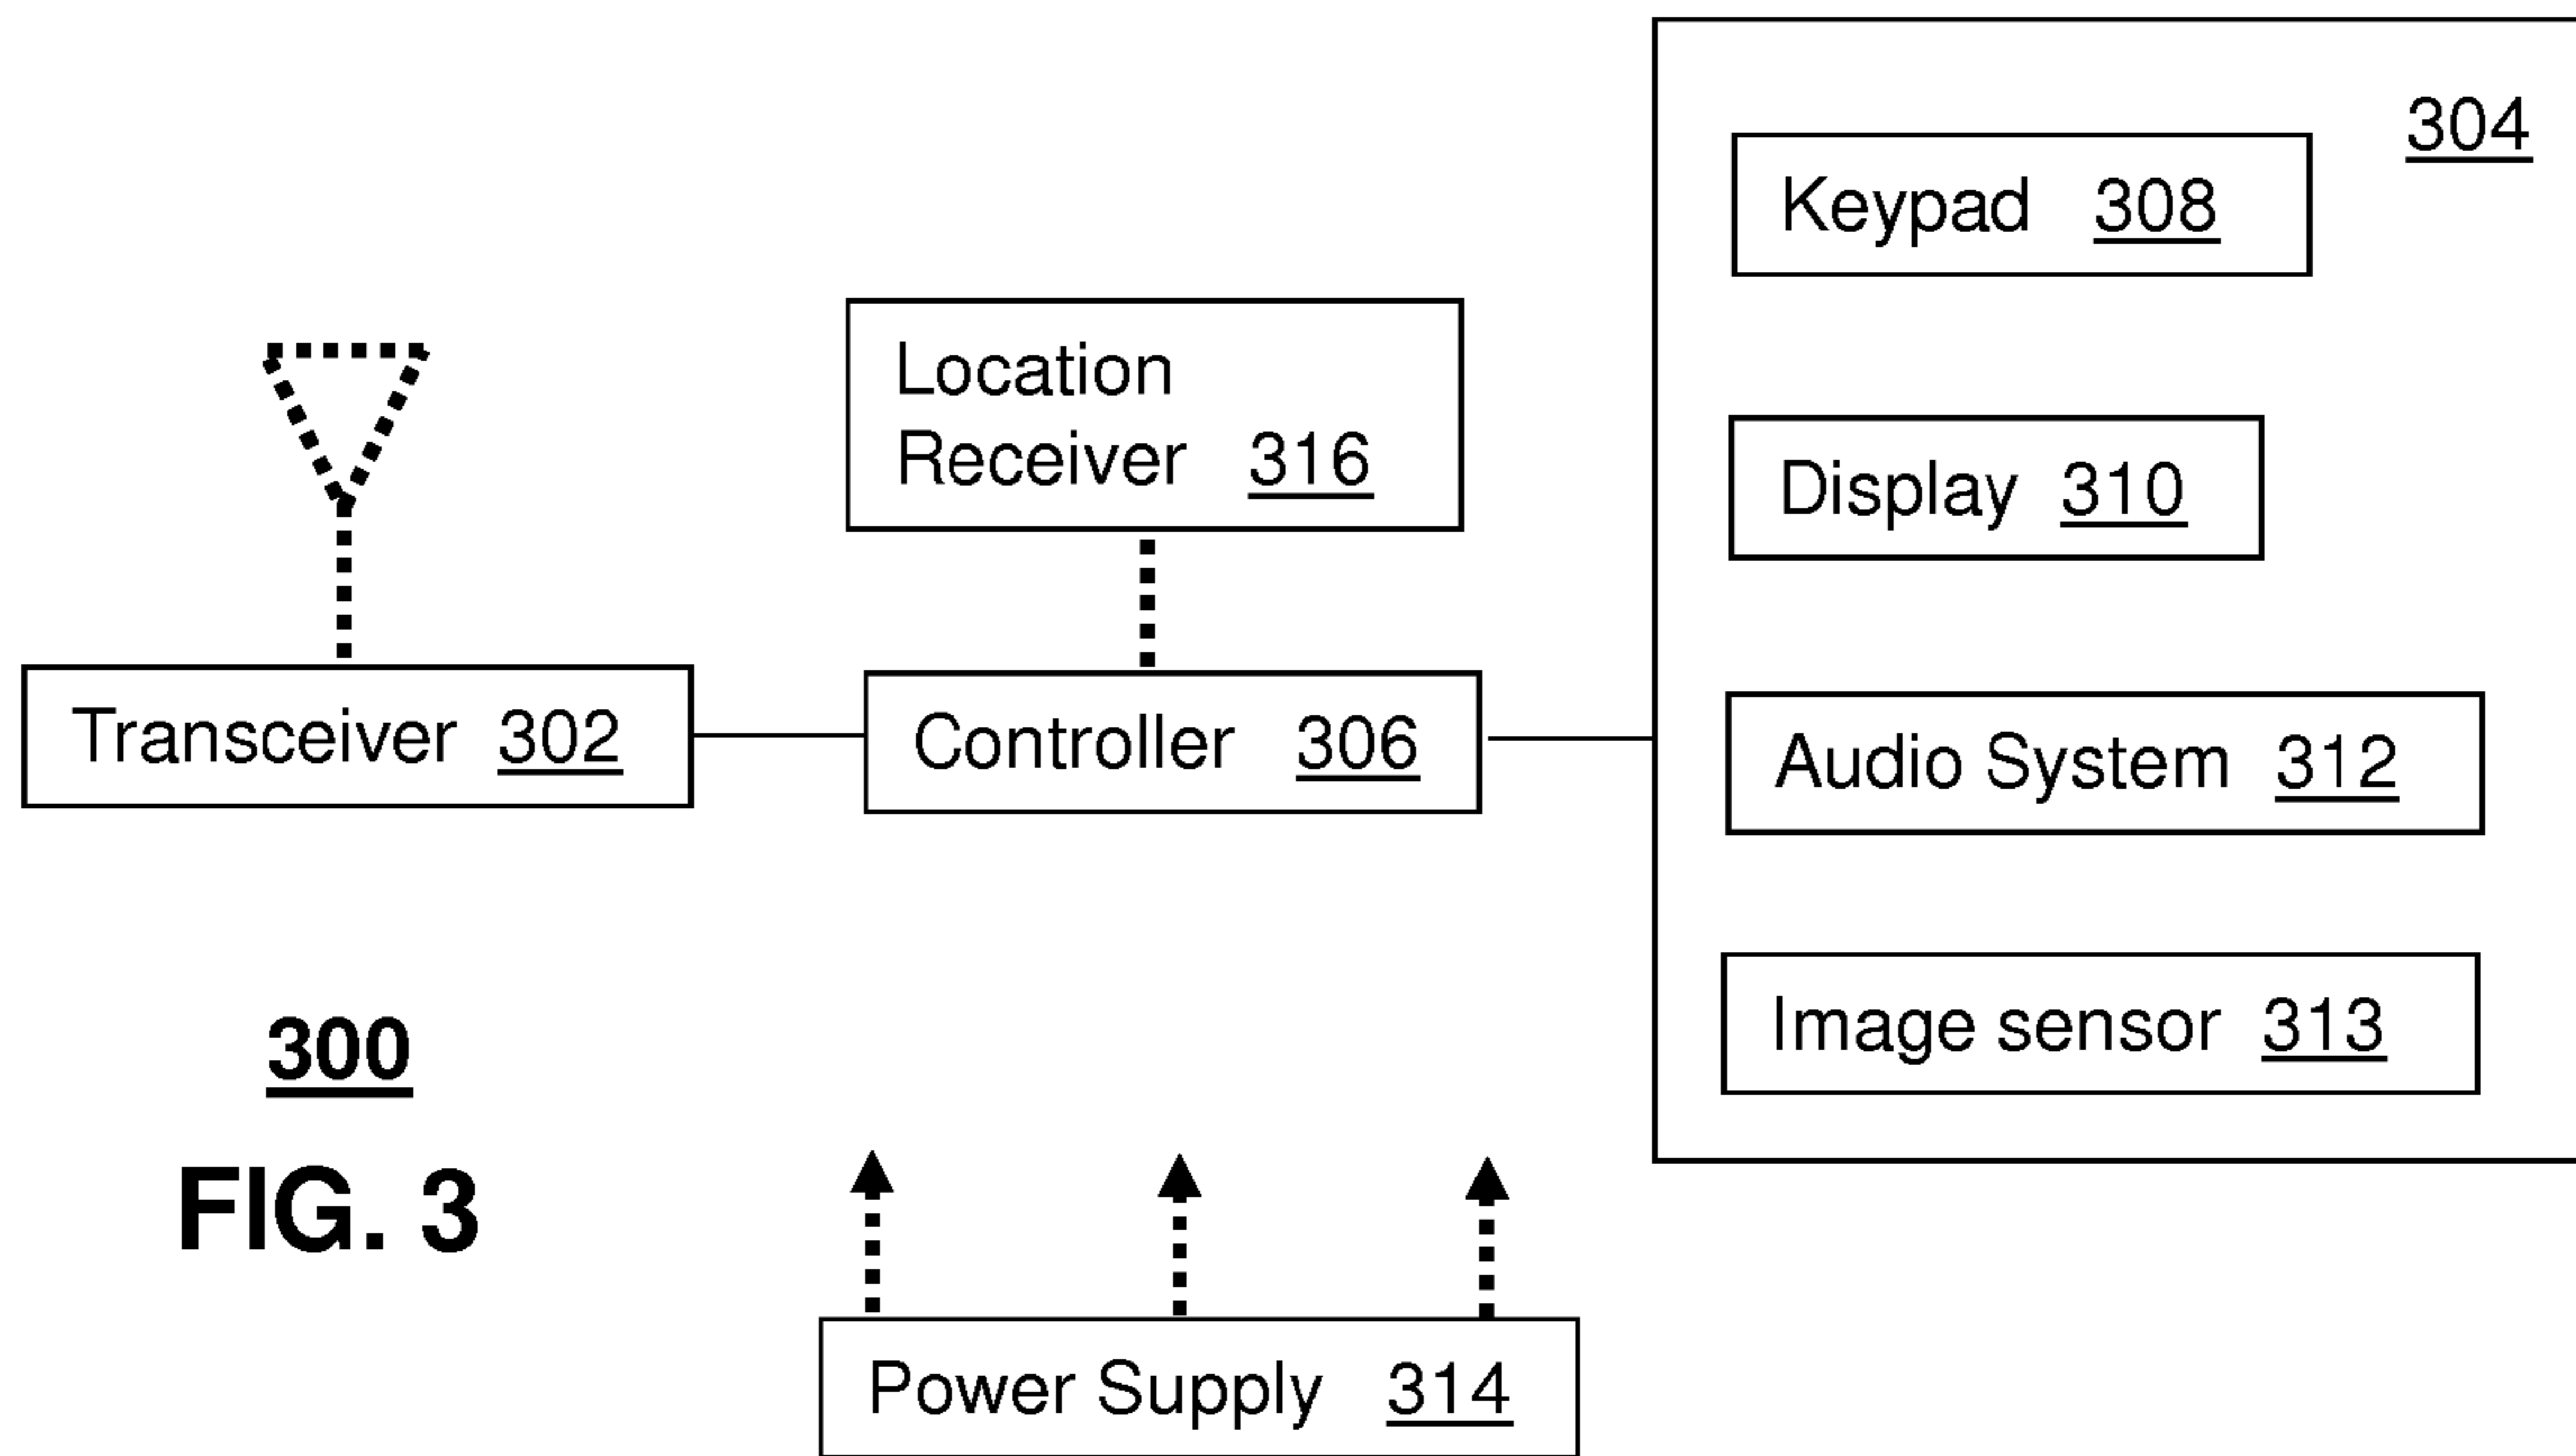 304
Keypad 308
Location
Receiver 316
Display 310
Transceiver 302
Controller 306
Audio System 312
Image sensor 313
300
FIG. 3
Power Supply 314